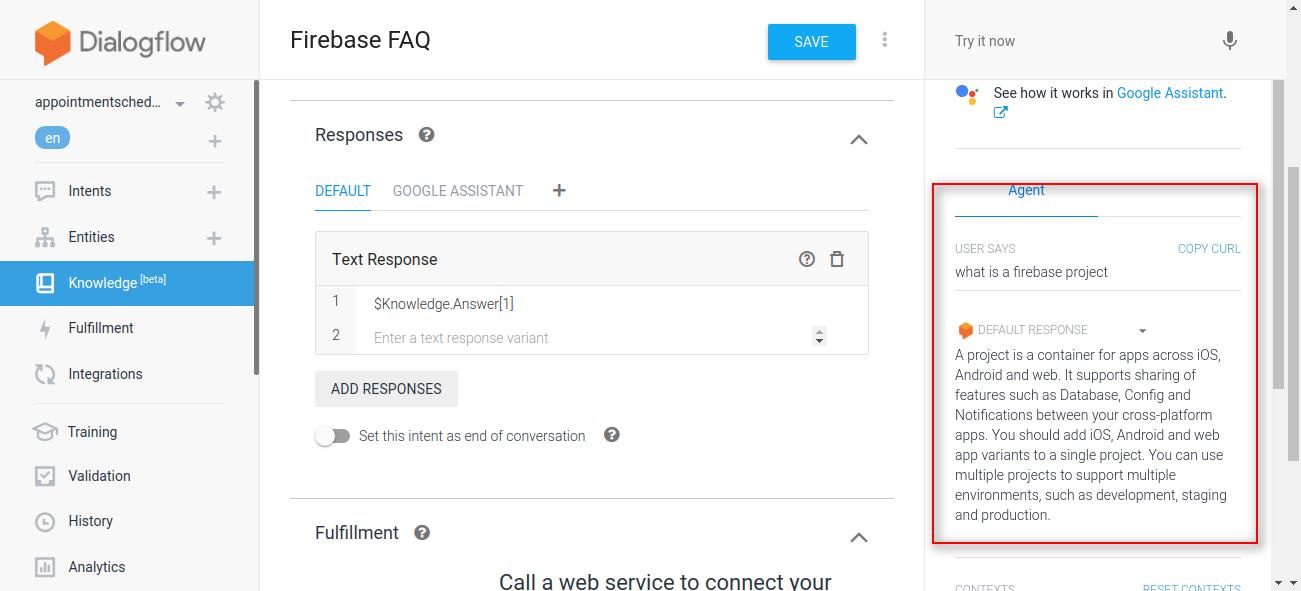 Dialogflow
appointmentsched...
en
Intents
Entities
Knowledge [beta]
Fulfillment
Integrations
Training
Validation
History
Analytics
Firebase FAQ
SAVE
Responses
DEFAULT
GOOGLE ASSISTANT
Text Response
1
$Knowledge.Answer[1]
2
Enter a text response variant
ADD RESPONSES
Set this intent as end of conversation
Fulfillment
Call a web service to connect your
Try it now
See how it works in Google Assistant.
Agent
USER SAYS
COPY CURL
what is a firebase project
DEFAULT RESPONSE
A project is a container for apps across iOS,
Android and web. It supports sharing of
features such as Database, Config and
Notifications between your cross-platform
apps. You should add iOS, Android and web
app variants to a single project. You can use
multiple projects to support multiple
environments, such as development, staging
and production.
CONTEXTS
RESET CONTEXTS